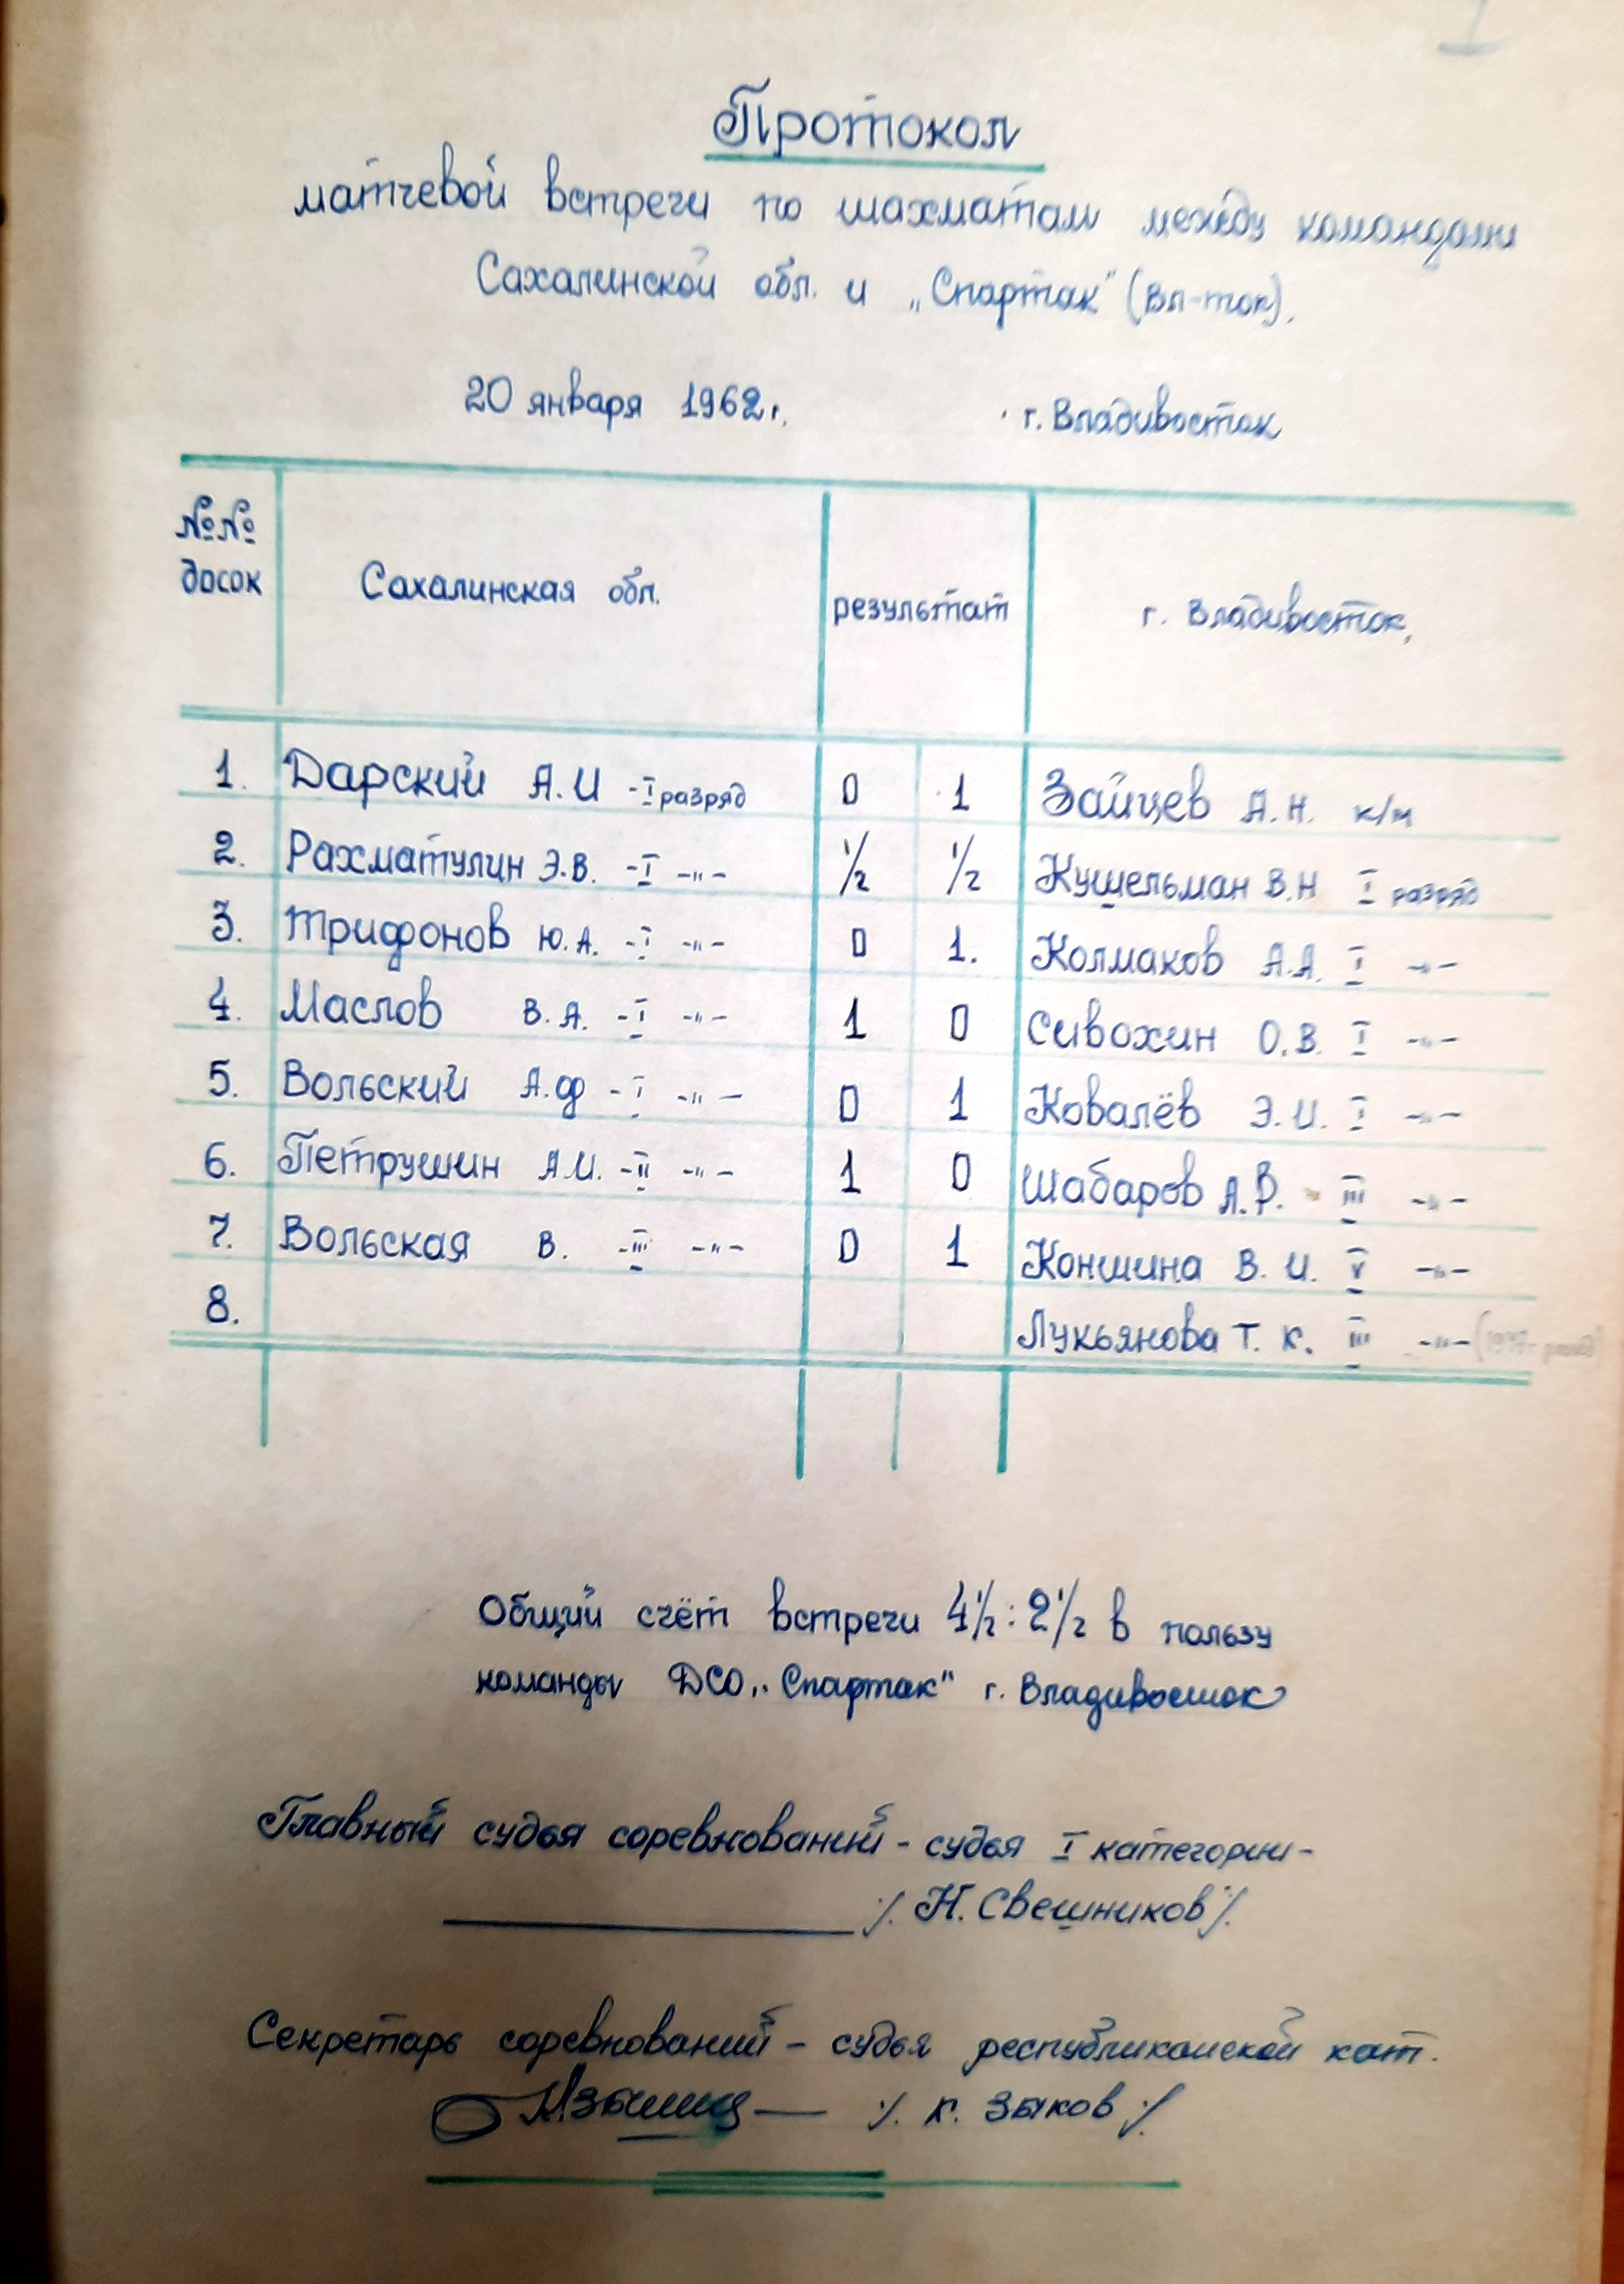 I
Протокол
матчевой встречи по шахматам между командами
Сахалинской обл. и „Спартак" (Вл-ток).
20 января 1962 г. г. Владивосток
№№ досок Сахалинская обл. результат г. Владивосток,
1. Дарский А.И - I разряд 0 1 Зайцев А.Н. к/м
2. Рахматулин Э.В. - I -"- 1/2 1/2 Кушельман В.Н I разряд
3. Трифонов Ю.А. - I -"- 0 1. Колмаков А.А. I -"-
4. Маслов В.А. - I -"- 1 0 Сивохин О.В. I -"-
5. Вольский А.Ф - I -"- 0 1 Ковалёв Э.И. I -"-
6. Петрушин А.И. - II -"- 1 0 Шабаров А.В. - III -"-
7. Вольская В. - III -"- 0 1 Коншина В.И. V -"-
8. Лукьянова Т.К. III -"-
Общий счёт встречи 4 1/2 : 2 1/2 в пользу
команды ДСО „Спартак" г. Владивосток
Главный судья соревнований - судья I категории -
/. Н. Свешников /.
Секретарь соревнований - судья республиканской кат.
/. К. Зыков /.